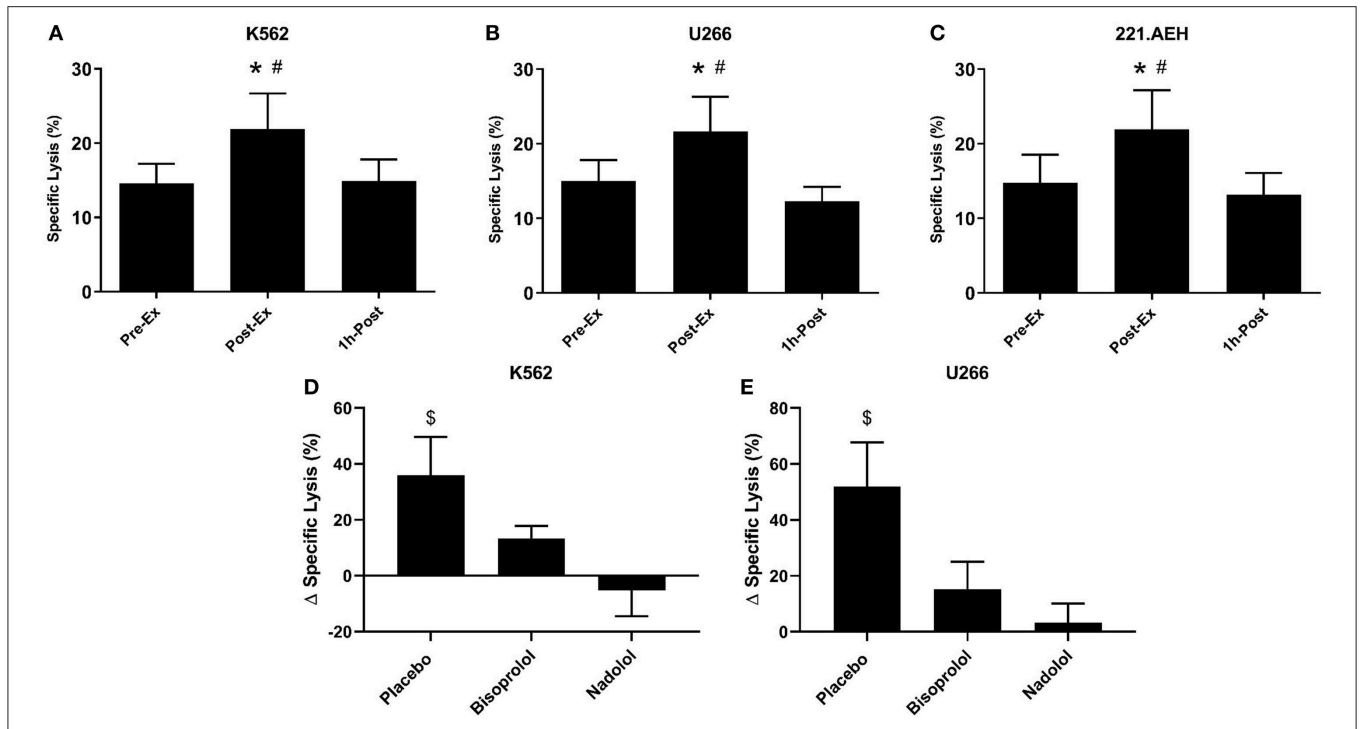 A
K562
Specific Lysis (%)
30
20
10
0
* #
Pre-Ex
Post-Ex
1h-Post
B
U266
Specific Lysis (%)
30
20
10
0
* #
Pre-Ex
Post-Ex
1h-Post
C
221.AEH
Specific Lysis (%)
30
20
10
0
* #
Pre-Ex
Post-Ex
1h-Post
D
K562
Δ Specific Lysis (%)
60
40
20
0
-20
$
Placebo
Bisoprolol
Nadolol
E
U266
Δ Specific Lysis (%)
80
60
40
20
0
$
Placebo
Bisoprolol
Nadolol